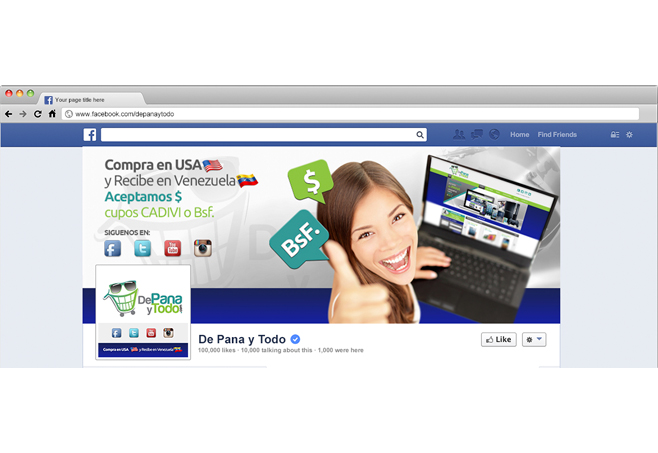 Your page title here
www.facebook.com/depanaytodo
f
Home
Find Friends
Compra en USA
y Recibe en Venezuela
Aceptamos $
cupos CADIVI o Bsf.
SIGUENOS EN:
$
BsF.
De Pana
y Todo
Compra en USA y Recibe en Venezuela
De Pana y Todo
100,000 likes · 10,000 talking about this · 1,000 were here
Like